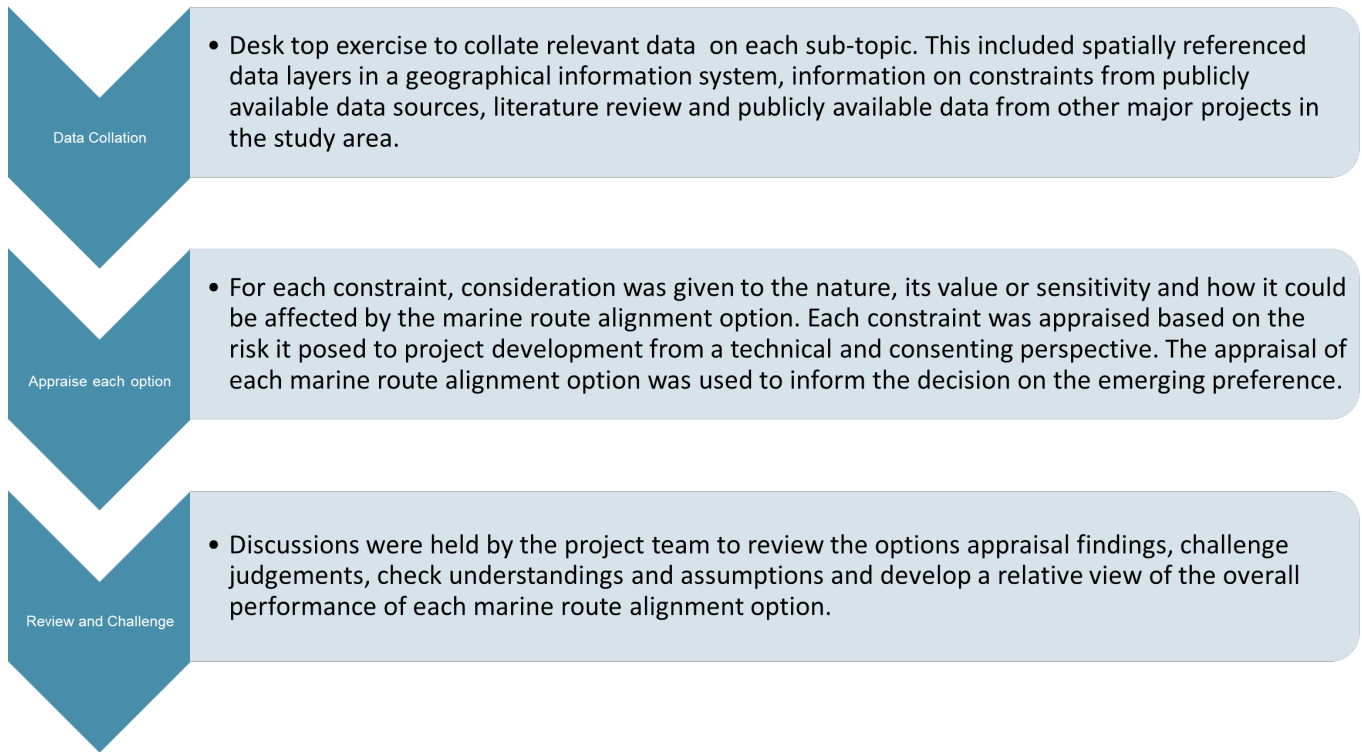 Data Collation
• Desk top exercise to collate relevant data  on each sub-topic. This included spatially referenced
data layers in a geographical information system, information on constraints from publicly
available data sources, literature review and publicly available data from other major projects in
the study area.
Appraise each option
• For each constraint, consideration was given to the nature, its value or sensitivity and how it could
be affected by the marine route alignment option. Each constraint was appraised based on the
risk it posed to project development from a technical and consenting perspective. The appraisal of
each marine route alignment option was used to inform the decision on the emerging preference.
Review and Challenge
• Discussions were held by the project team to review the options appraisal findings, challenge
judgements, check understandings and assumptions and develop a relative view of the overall
performance of each marine route alignment option.